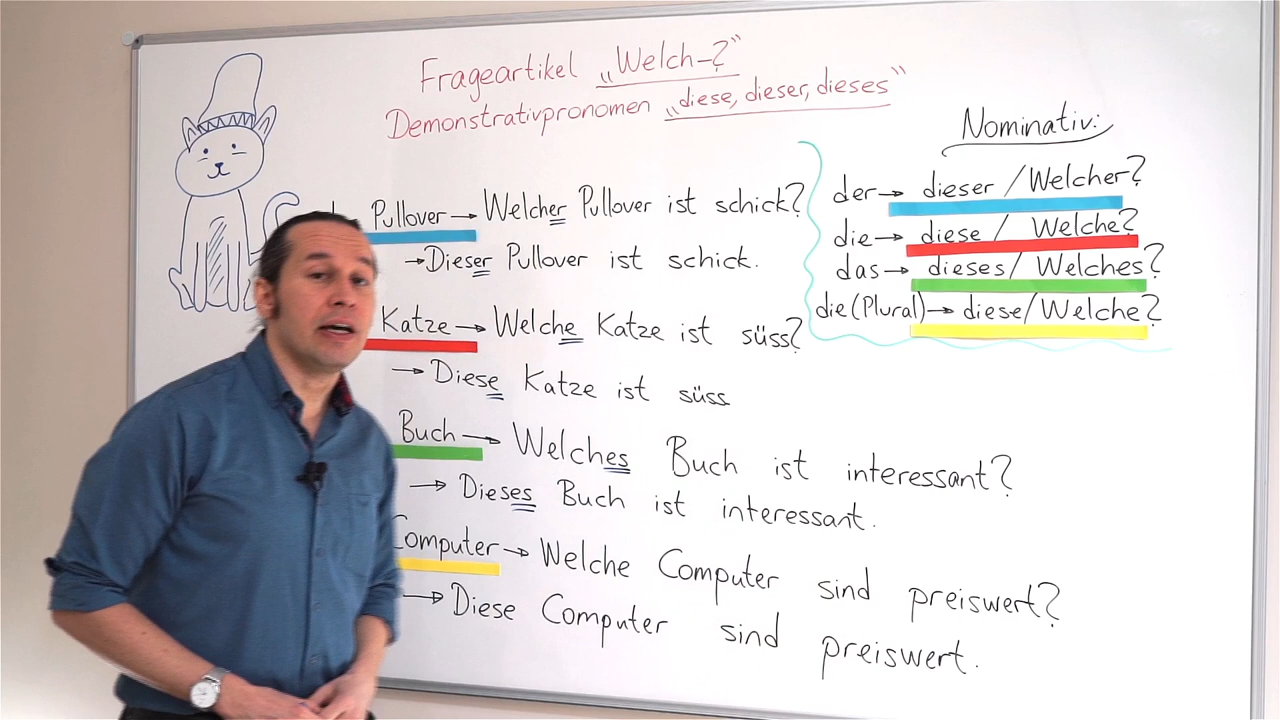 Frageartikel „Welch-?"
Demonstrativpronomen „diese, dieser, dieses"
Pullover → Welcher Pullover ist schick?
→ Dieser Pullover ist schick.
Katze → Welche Katze ist süss?
→ Diese Katze ist süss
Buch → Welches Buch ist interessant?
→ Dieses Buch ist interessant.
Computer → Welche Computer sind preiswert?
→ Diese Computer sind preiswert.
Nominativ:
der → dieser / Welcher?
die → diese / Welche?
das → dieses / Welches?
die (Plural) → diese / Welche?